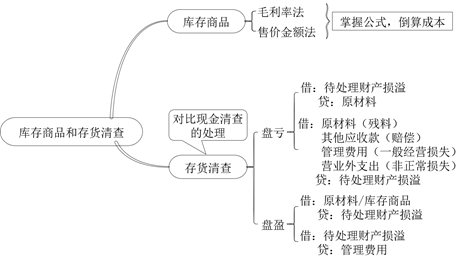 库存商品和存货清查
库存商品
毛利率法
售价金额法
掌握公式，倒算成本
对比现金清查
的处理
存货清查
盘亏
借：待处理财产损溢
贷：原材料
借：原材料（残料）
其他应收款（赔偿）
管理费用（一般经营损失）
营业外支出（非正常损失）
贷：待处理财产损溢
盘盈
借：原材料/库存商品
贷：待处理财产损溢
借：待处理财产损溢
贷：管理费用